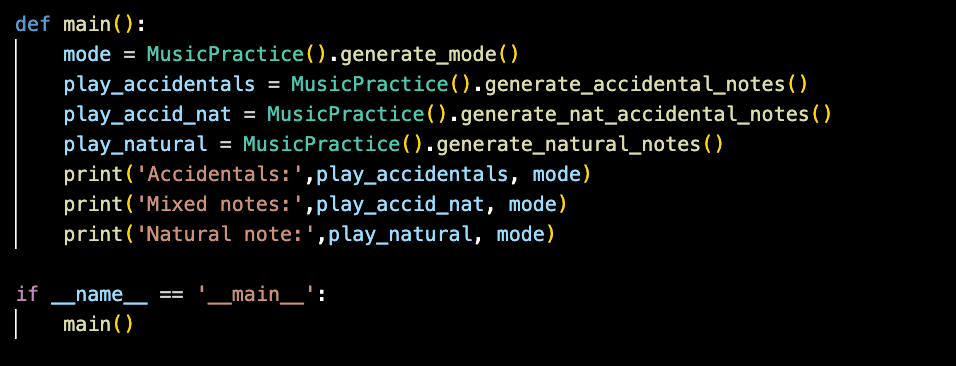 def main():
    mode = MusicPractice().generate_mode()
    play_accidentals = MusicPractice().generate_accidental_notes()
    play_accid_nat = MusicPractice().generate_nat_accidental_notes()
    play_natural = MusicPractice().generate_natural_notes()
    print('Accidentals:',play_accidentals, mode)
    print('Mixed notes:',play_accid_nat, mode)
    print('Natural note:',play_natural, mode)

if __name__ == '__main__':
    main()